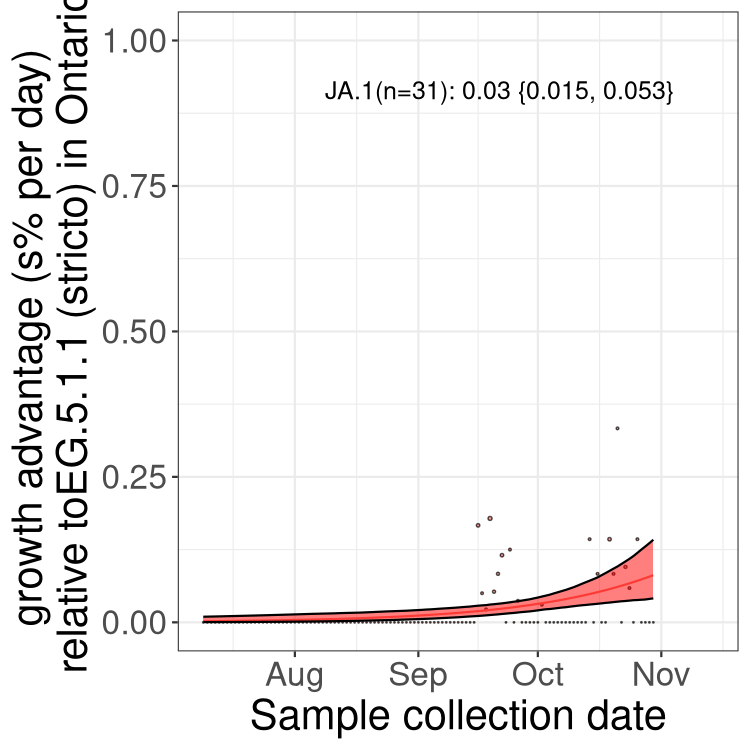 growth advantage (s% per day)
relative toEG.5.1.1 (stricto) in Ontario
1.00
JA.1(n=31): 0.03 {0.015, 0.053}
0.75
0.50
0.25
0.00
Aug Sep Oct Nov
Sample collection date